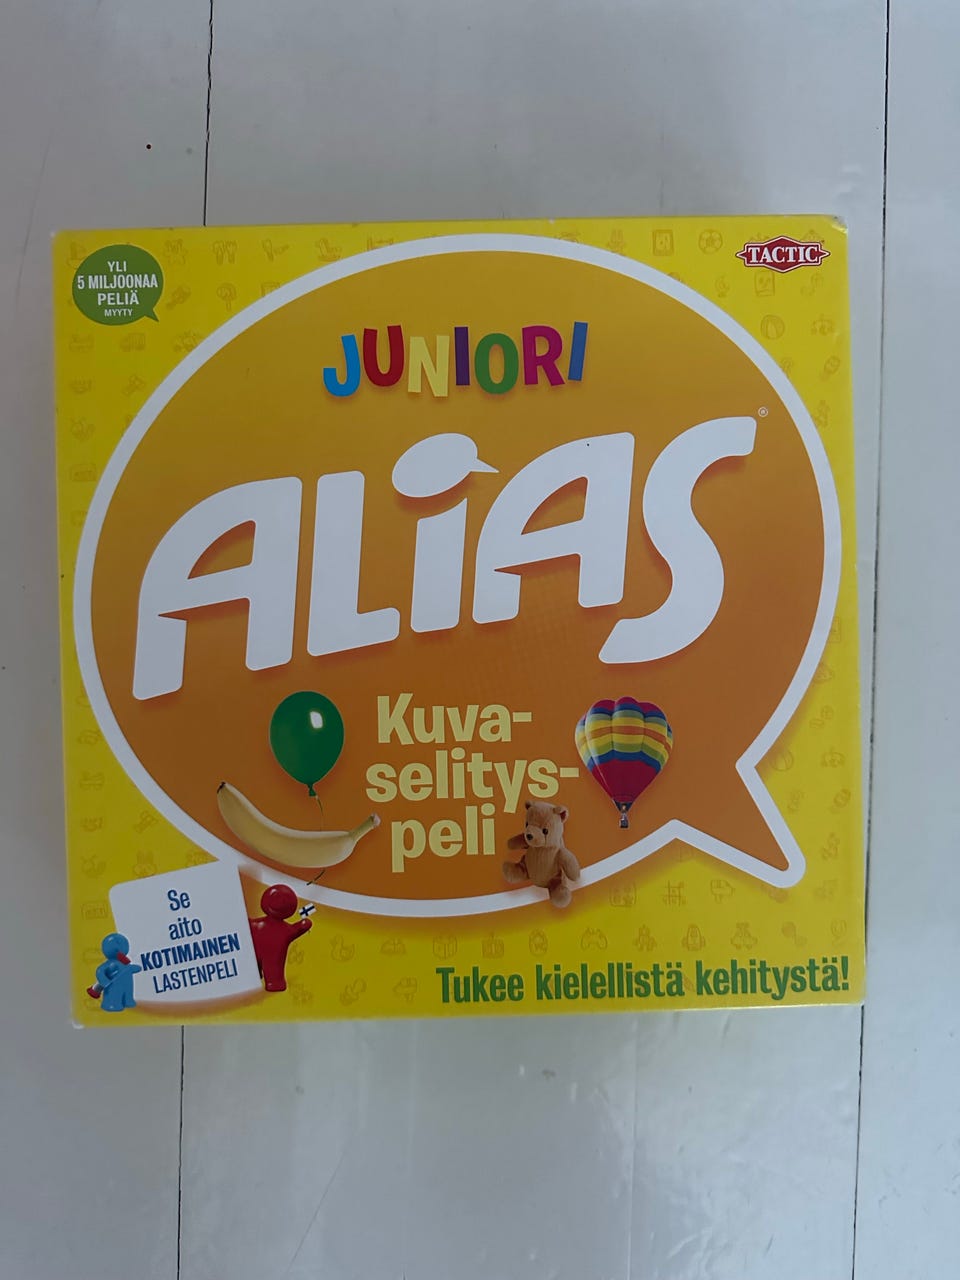 YLI
5 MILJOONAA
PELIÄ
MYYTY
TACTIC
JUNIORI
ALiAS®
Kuva-
selitys-
peli
Se
aito
KOTIMAINEN
LASTENPELI
Tukee kielellistä kehitystä!